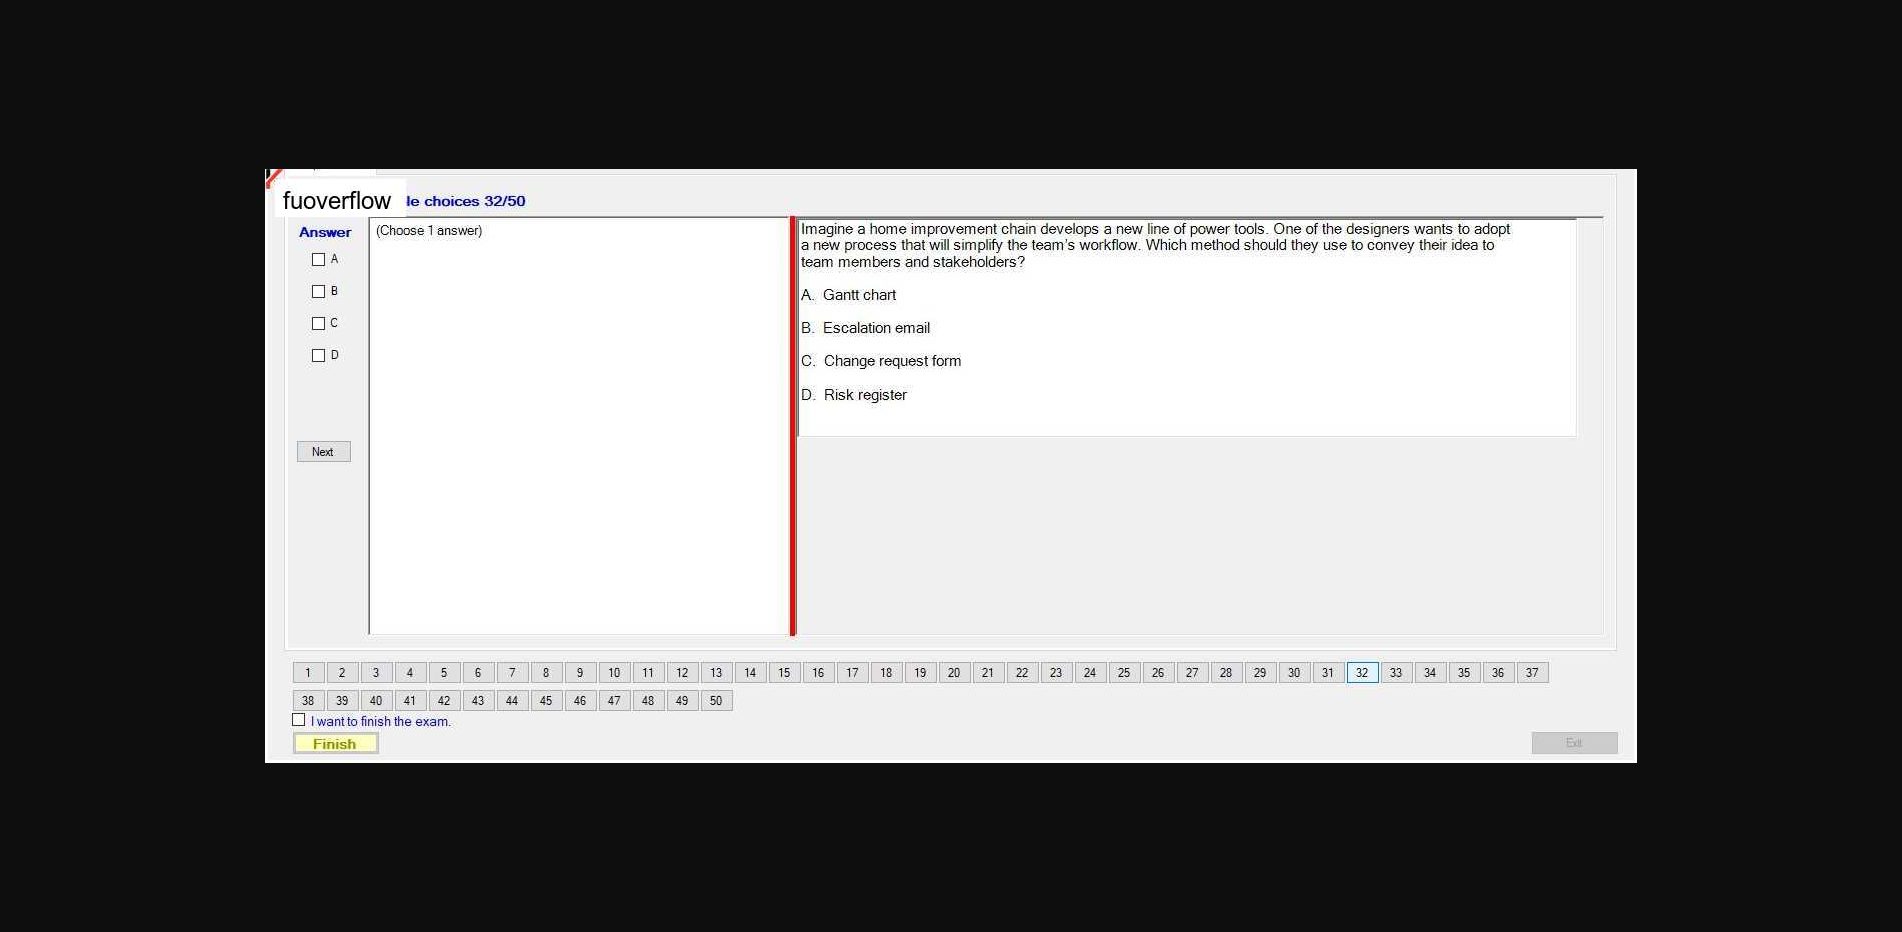 fuoverflow
le choices 32/50
Answer
(Choose 1 answer)
A
B
C
D
Next
Imagine a home improvement chain develops a new line of power tools. One of the designers wants to adopt
a new process that will simplify the team's workflow. Which method should they use to convey their idea to
team members and stakeholders?
A. Gantt chart
B. Escalation email
C. Change request form
D. Risk register
1 2 3 4 5 6 7 8 9 10 11 12 13 14 15 16 17 18 19 20 21 22 23 24 25 26 27 28 29 30 31 32 33 34 35 36 37
38 39 40 41 42 43 44 45 46 47 48 49 50
I want to finish the exam.
Finish
Exit